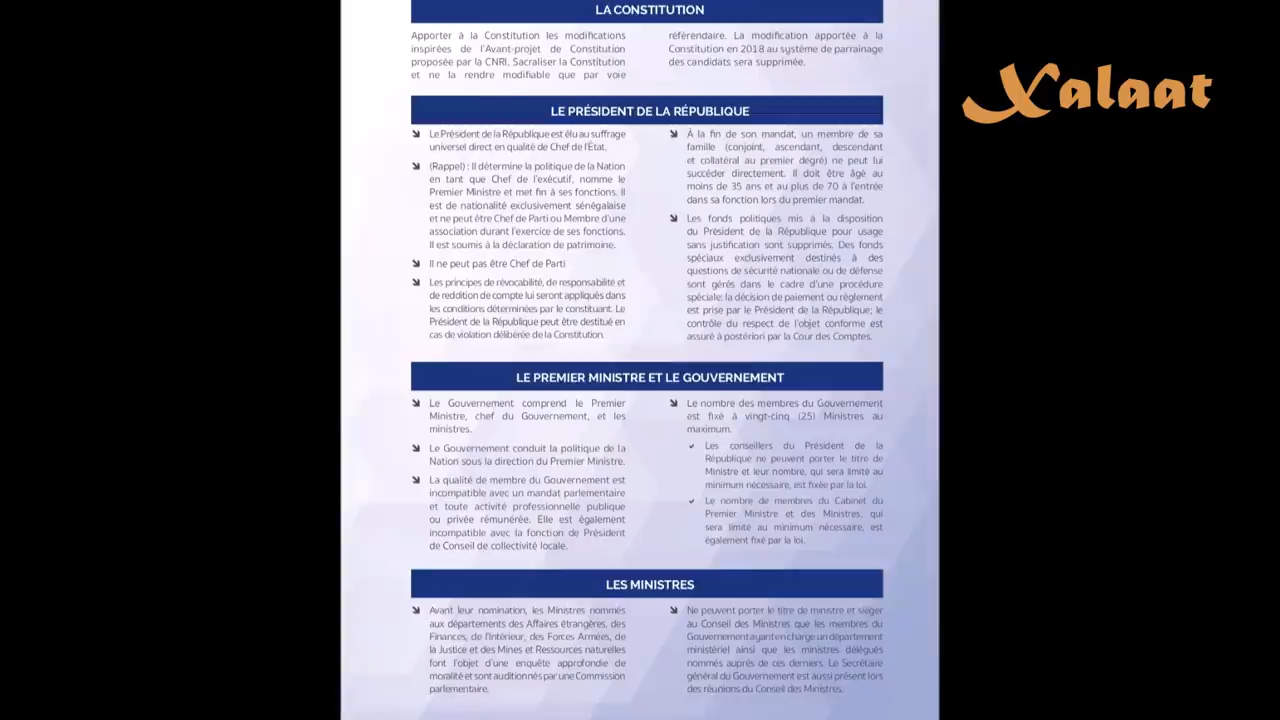 LA CONSTITUTION
Apporter à la Constitution les modifications
inspirées de l'Avant-projet de Constitution
proposée par la CNRI. Sacraliser la Constitution
et ne la rendre modifiable que par voie
référendaire. La modification apportée à la
Constitution en 2018 au système de parrainage
des candidats sera supprimée.
LE PRÉSIDENT DE LA RÉPUBLIQUE
Le Président de la République est élu au suffrage
universel direct en qualité de Chef de l'État.
(Rappel) : Il détermine la politique de la Nation
en tant que Chef de l'exécutif, nomme le
Premier Ministre et met fin à ses fonctions. Il
est de nationalité exclusivement sénégalaise
et ne peut être Chef de Parti ou Membre d'une
association durant l'exercice de ses fonctions.
Il est soumis à la déclaration de patrimoine.
Il ne peut pas être Chef de Parti
Les principes de révocabilité, de responsabilité et
de reddition de compte lui seront appliqués dans
les conditions déterminées par le constituant. Le
Président de la République peut être destitué en
cas de violation délibérée de la Constitution.
À la fin de son mandat, un membre de sa
famille (conjoint, ascendant, descendant
et collatéral au premier degré) ne peut lui
succéder directement. Il doit être âgé au
moins de 35 ans et au plus de 70 à l'entrée
dans sa fonction lors du premier mandat.
Les fonds politiques mis à la disposition
du Président de la République pour usage
sans justification sont supprimés. Des fonds
spéciaux exclusivement destinés à des
questions de sécurité nationale ou de défense
sont gérés dans le cadre d'une procédure
spéciale; la décision de paiement ou règlement
est prise par le Président de la République; le
contrôle du respect de l'objet conforme est
assuré à postériori par la Cour des Comptes.
LE PREMIER MINISTRE ET LE GOUVERNEMENT
Le Gouvernement comprend le Premier
Ministre, chef du Gouvernement, et les
ministres.
Le Gouvernement conduit la politique de la
Nation sous la direction du Premier Ministre.
La qualité de membre du Gouvernement est
incompatible avec un mandat parlementaire
et toute activité professionnelle publique
ou privée rémunérée. Elle est également
incompatible avec la fonction de Président
de Conseil de collectivité locale.
Le nombre des membres du Gouvernement
est fixé à vingt-cinq (25) Ministres au
maximum.
Les conseillers du Président de la
République ne peuvent porter le titre de
Ministre et leur nombre, qui sera limité au
minimum nécessaire, est fixée par la loi.
Le nombre de membres du Cabinet du
Premier Ministre et des Ministres, qui
sera limité au minimum nécessaire, est
également fixé par la loi.
LES MINISTRES
Avant leur nomination, les Ministres nommés
aux départements des Affaires étrangères, des
Finances, de l'Intérieur, des Forces Armées, de
la Justice et des Mines et Ressources naturelles
font l'objet d'une enquête approfondie de
moralité et sont auditionnés par une Commission
parlementaire.
Ne peuvent porter le titre de ministre et siéger
au Conseil des Ministres que les membres du
Gouvernement ayant en charge un département
ministériel ainsi que les ministres délégués
nommés auprès de ces derniers. Le Secrétaire
général du Gouvernement est aussi présent lors
des réunions du Conseil des Ministres.
Xalaat